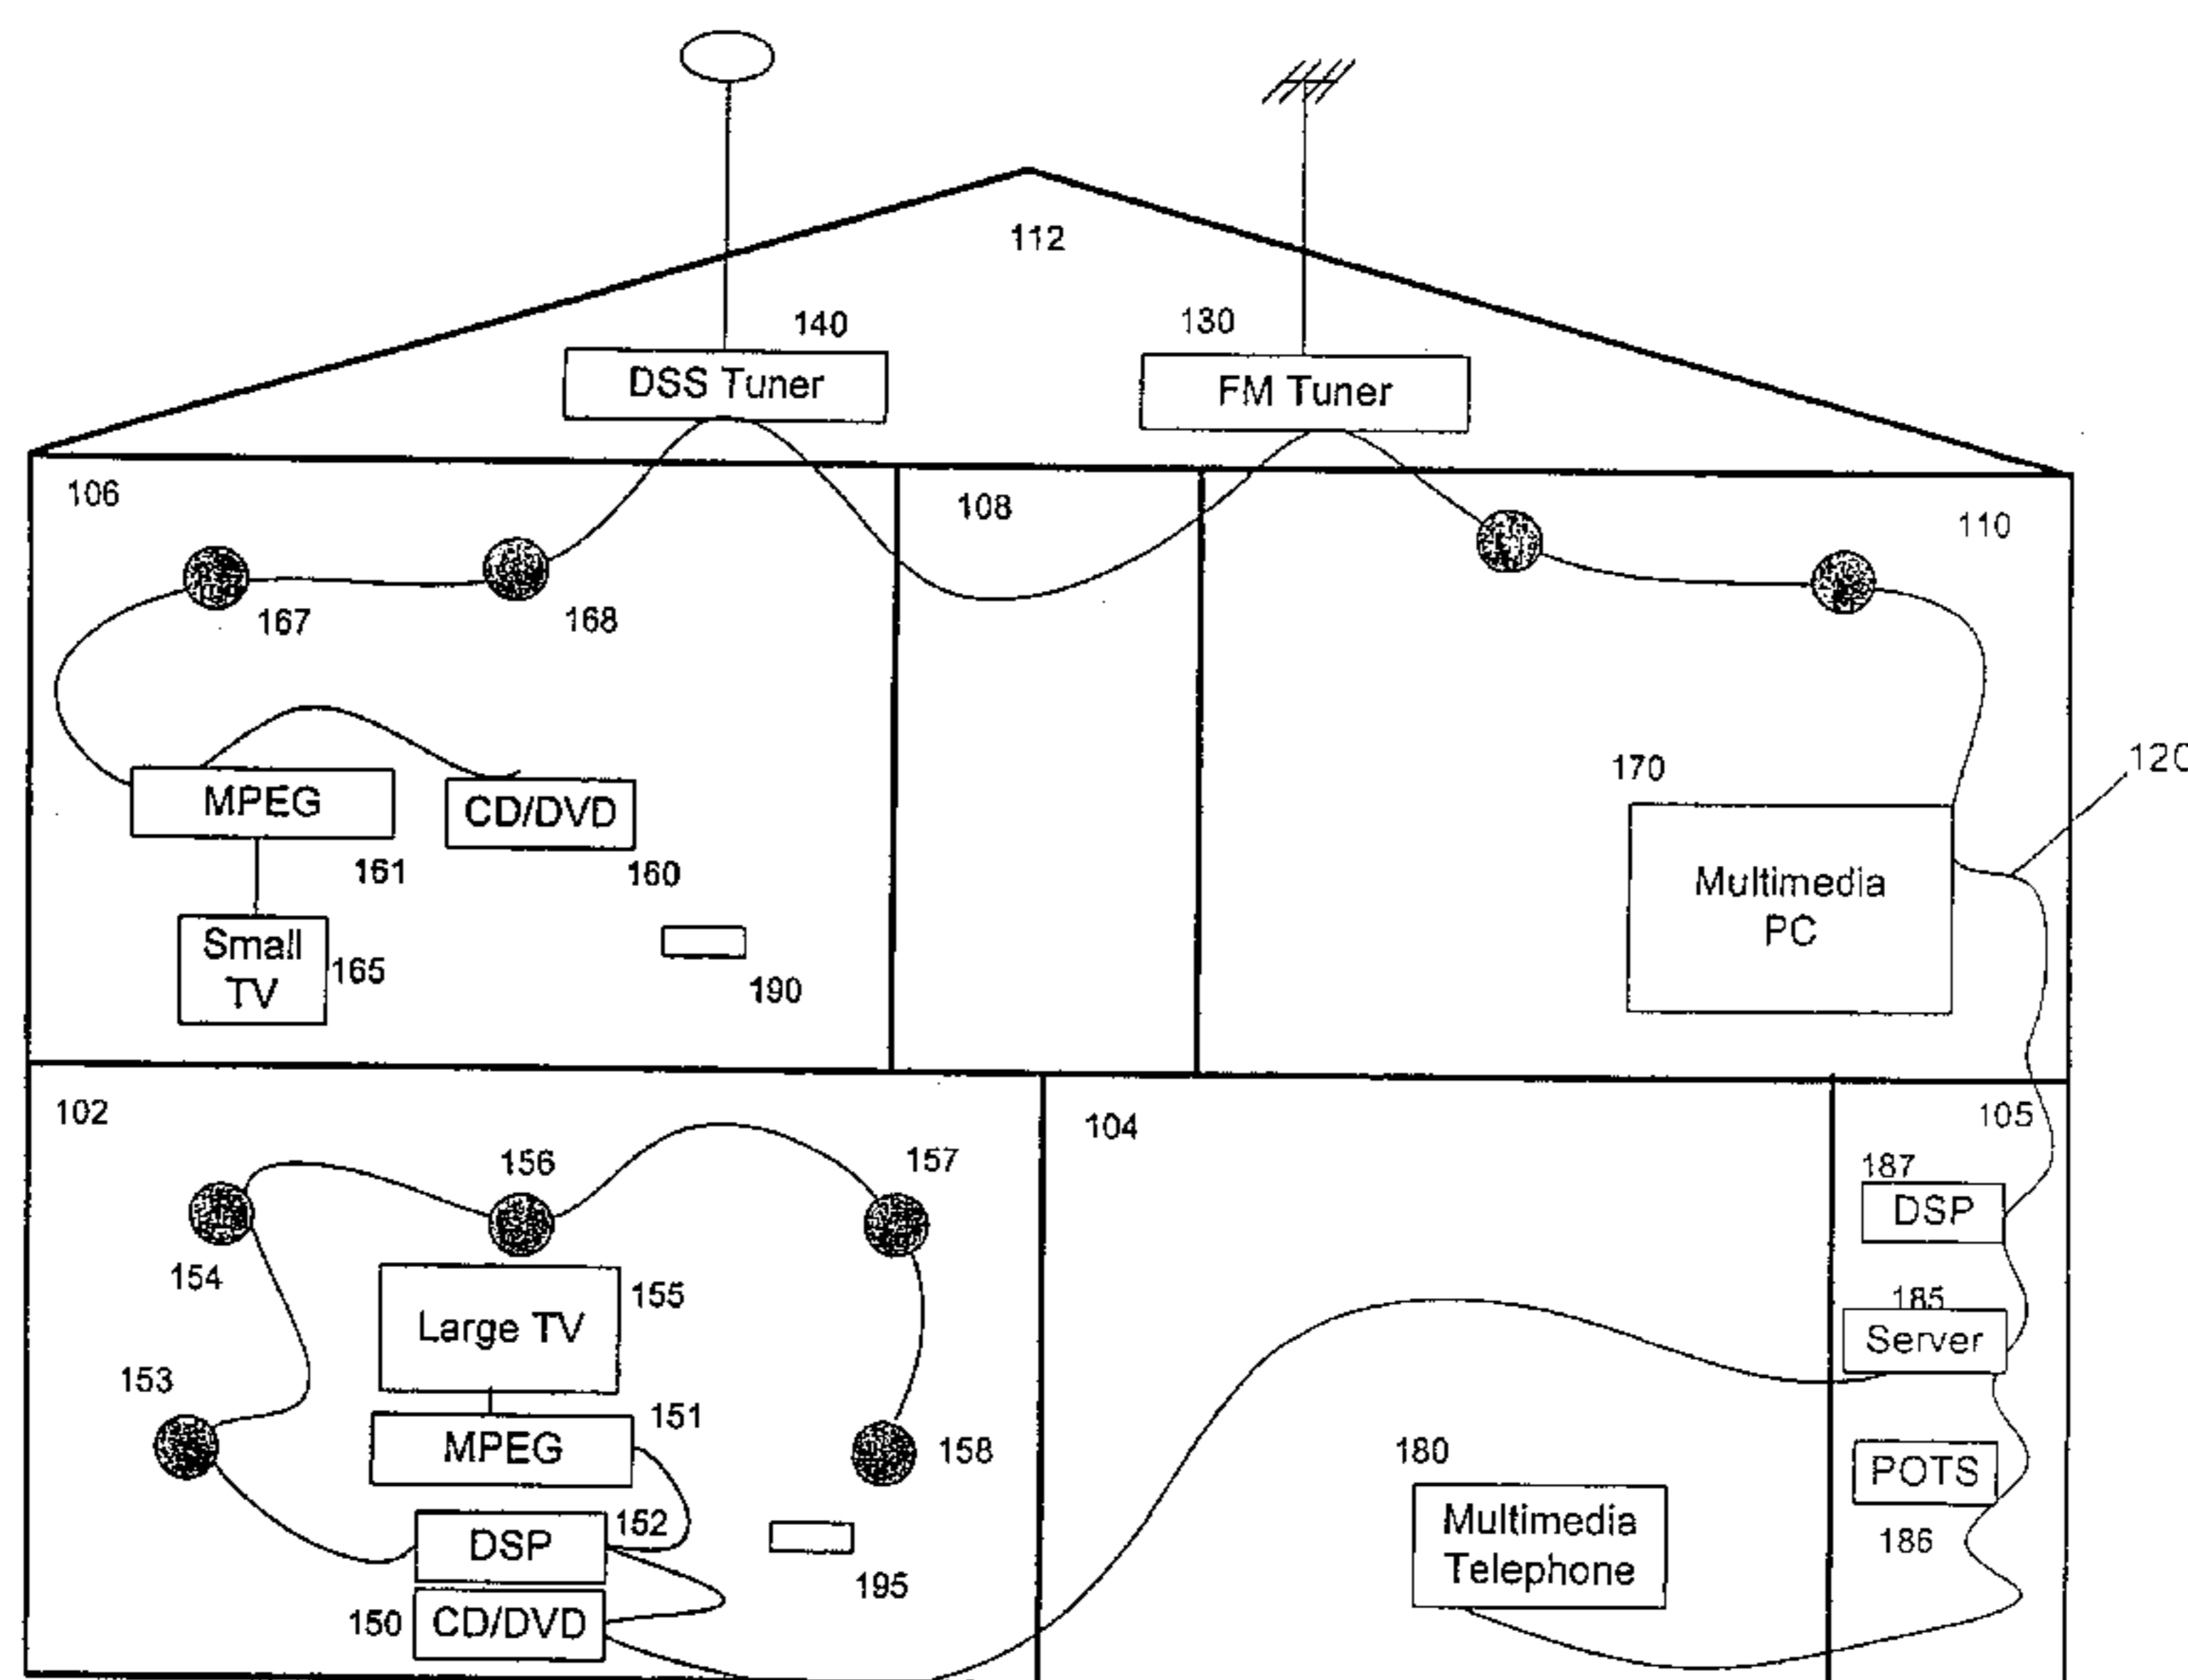 112
140
130
DSS Tuner
FM Tuner
106
108
110
167
168
170
120
MPEG
CD/DVD
161
160
Multimedia
PC
Small
TV
165
190
102
104
105
156
157
187
DSP
154
155
Large TV
185
Server
153
151
MPEG
158
180
POTS
152
DSP
Multimedia
Telephone
186
195
150
CD/DVD